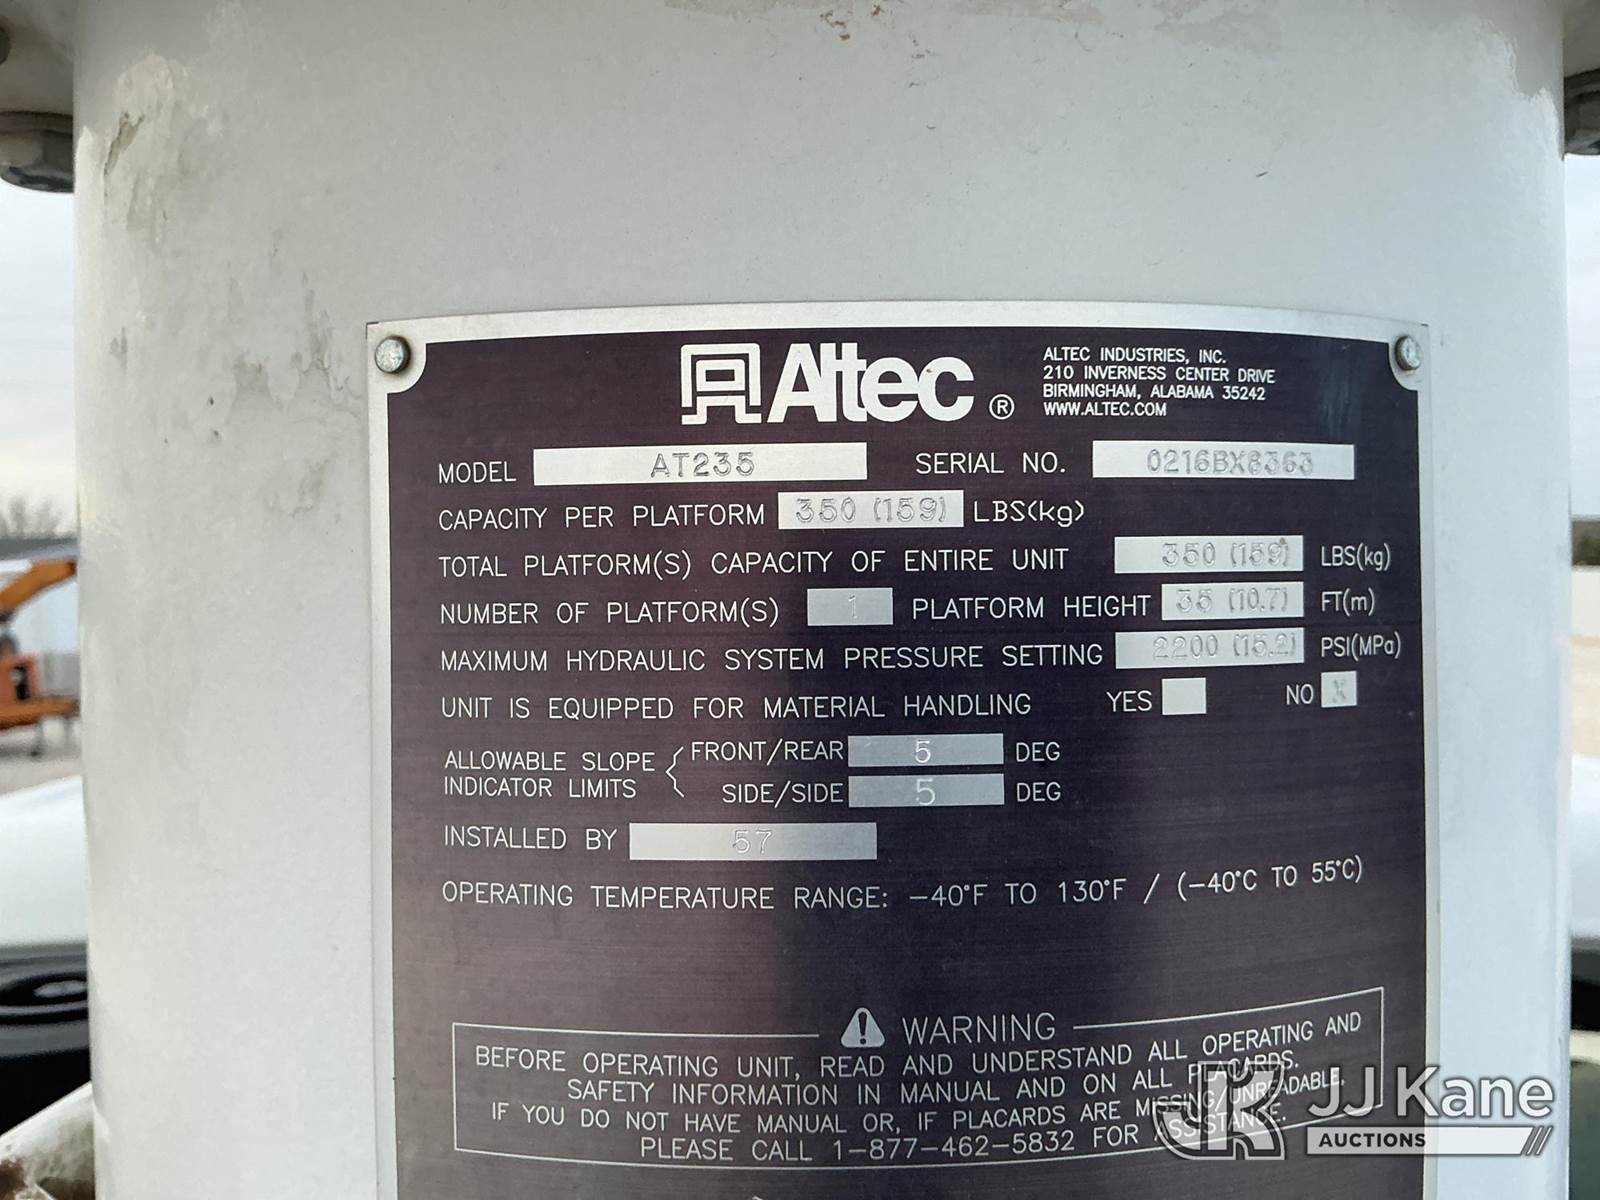 Altec ®
ALTEC INDUSTRIES, INC.
210 INVERNESS CENTER DRIVE
BIRMINGHAM, ALABAMA 35242
WWW.ALTEC.COM
MODEL AT235 SERIAL NO. 0216BX8363
CAPACITY PER PLATFORM 350 (159) LBS(kg)
TOTAL PLATFORM(S) CAPACITY OF ENTIRE UNIT 350 (159) LBS(kg)
NUMBER OF PLATFORM(S) 1 PLATFORM HEIGHT 35 (10.7) FT(m)
MAXIMUM HYDRAULIC SYSTEM PRESSURE SETTING 2200 (15.2) PSI(MPa)
UNIT IS EQUIPPED FOR MATERIAL HANDLING YES NO X
ALLOWABLE SLOPE INDICATOR LIMITS
FRONT/REAR 5 DEG
SIDE/SIDE 5 DEG
INSTALLED BY 57
OPERATING TEMPERATURE RANGE: -40°F TO 130°F / (-40°C TO 55°C)
WARNING
BEFORE OPERATING UNIT, READ AND UNDERSTAND ALL OPERATING AND
SAFETY INFORMATION IN MANUAL AND ON ALL PLACARDS.
IF YOU DO NOT HAVE MANUAL OR, IF PLACARDS ARE MISSING/UNREADABLE,
PLEASE CALL 1-877-462-5832 FOR ASSISTANCE.
JK JJ Kane
AUCTIONS